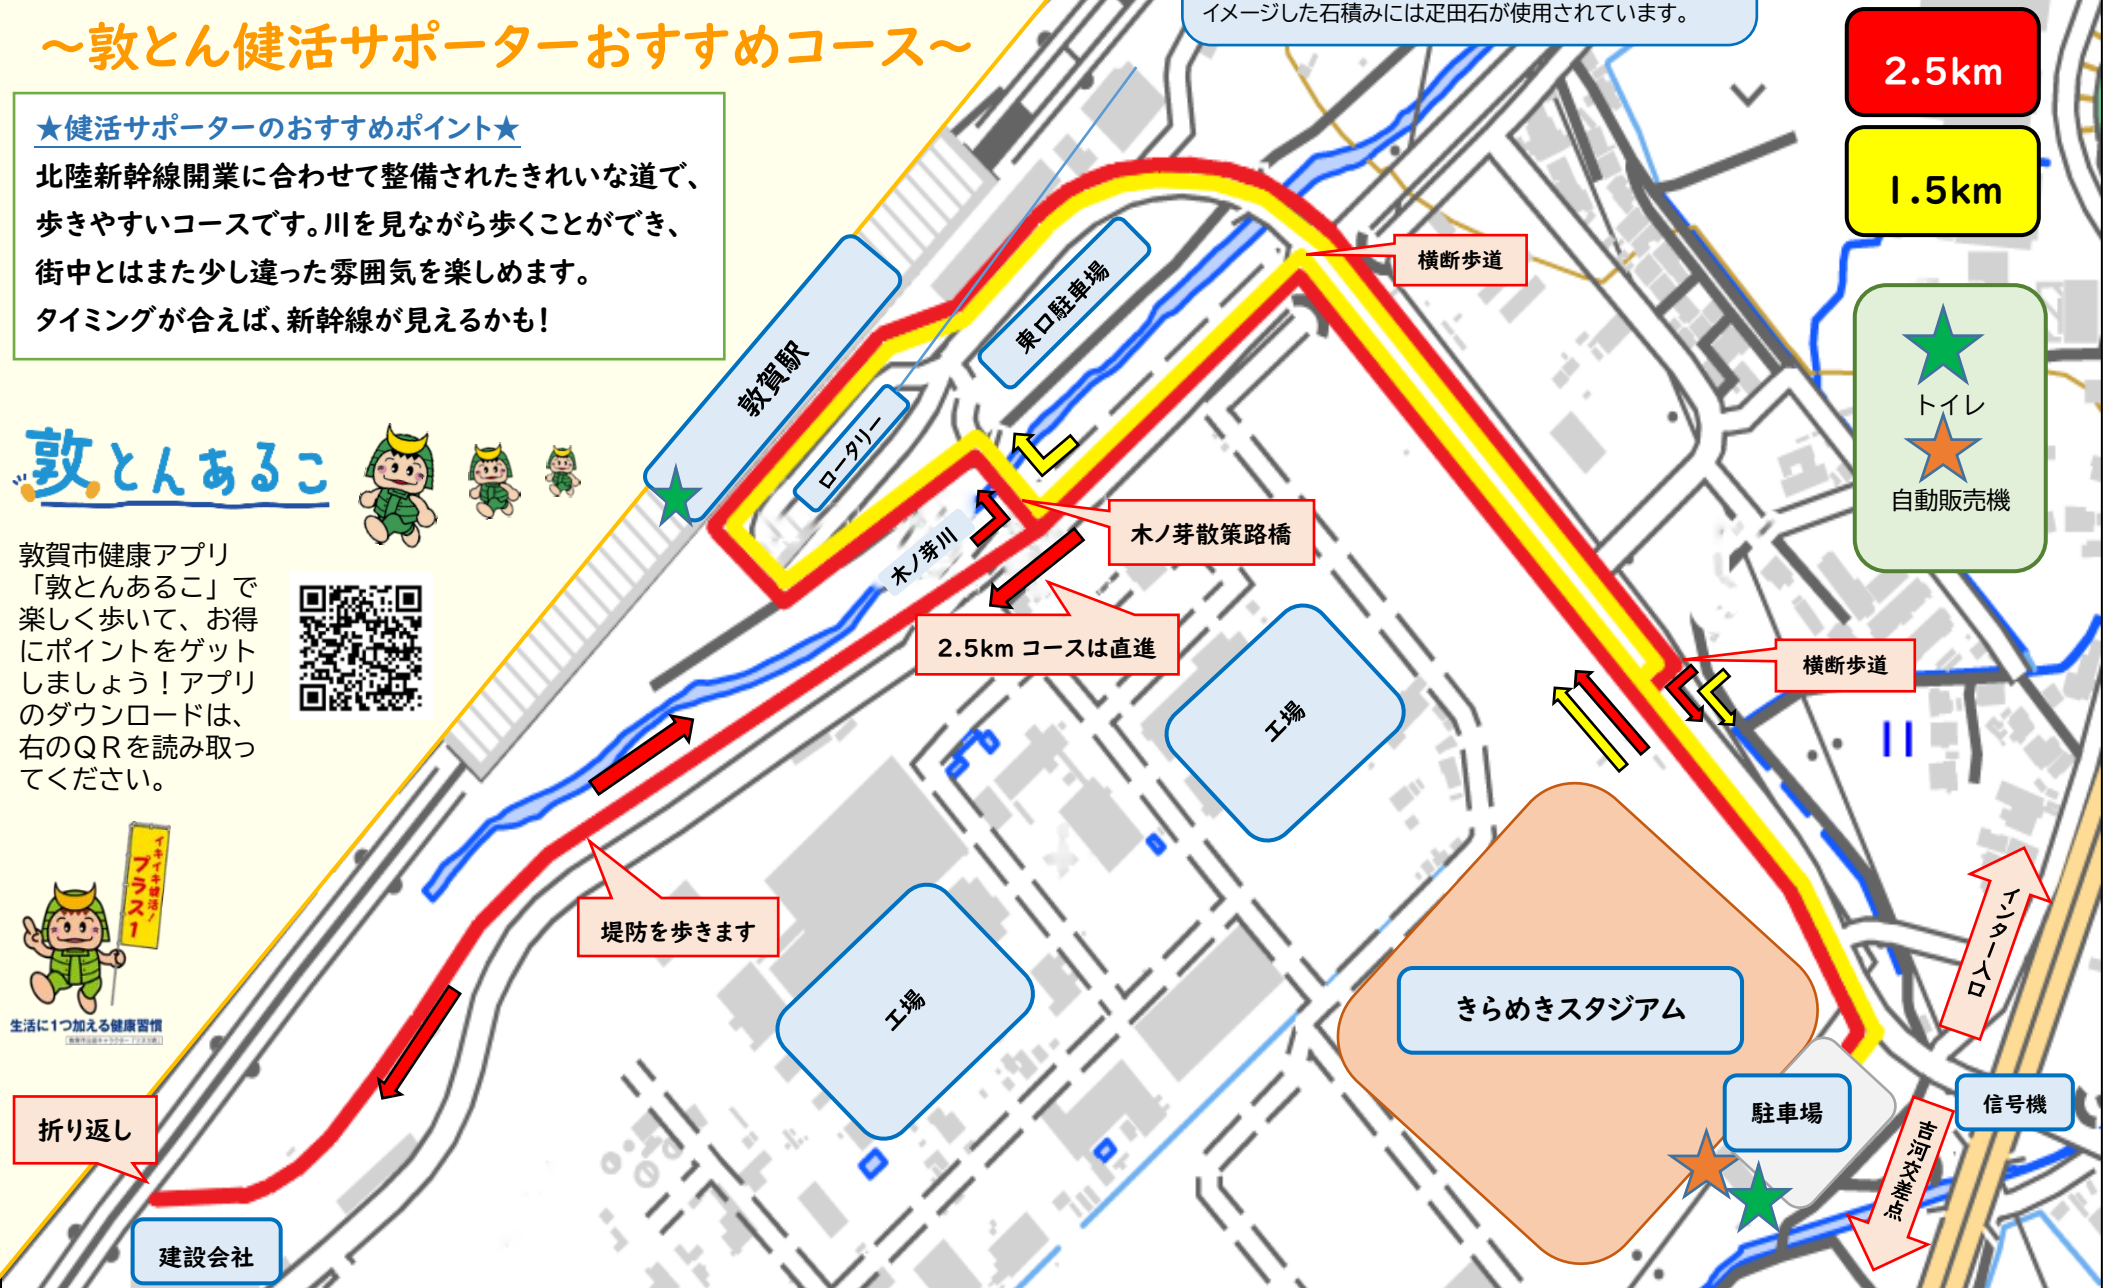 ～敦とん健活サポーターおすすめコース～
イメージした石積みには疋田石が使用されています。
2.5km
1.5km
★健活サポーターのおすすめポイント★
北陸新幹線開業に合わせて整備されたきれいな道で、
歩きやすいコースです。川を見ながら歩くことができ、
街中とはまた少し違った雰囲気を楽しめます。
タイミングが合えば、新幹線が見えるかも！
トイレ
自動販売機
横断歩道
東口駐車場
敦賀駅
ロータリー
木ノ芽川
木ノ芽散策路橋
2.5km コースは直進
横断歩道
敦とんあるこ
敦賀市健康アプリ
「敦とんあるこ」で
楽しく歩いて、お得
にポイントをゲット
しましょう！アプリ
のダウンロードは、
右のＱＲを読み取っ
てください。
工場
工場
堤防を歩きます
きらめきスタジアム
インター入口
イキイキ健活！
プラス1
生活に1つ加える健康習慣
折り返し
建設会社
駐車場
信号機
吉河交差点